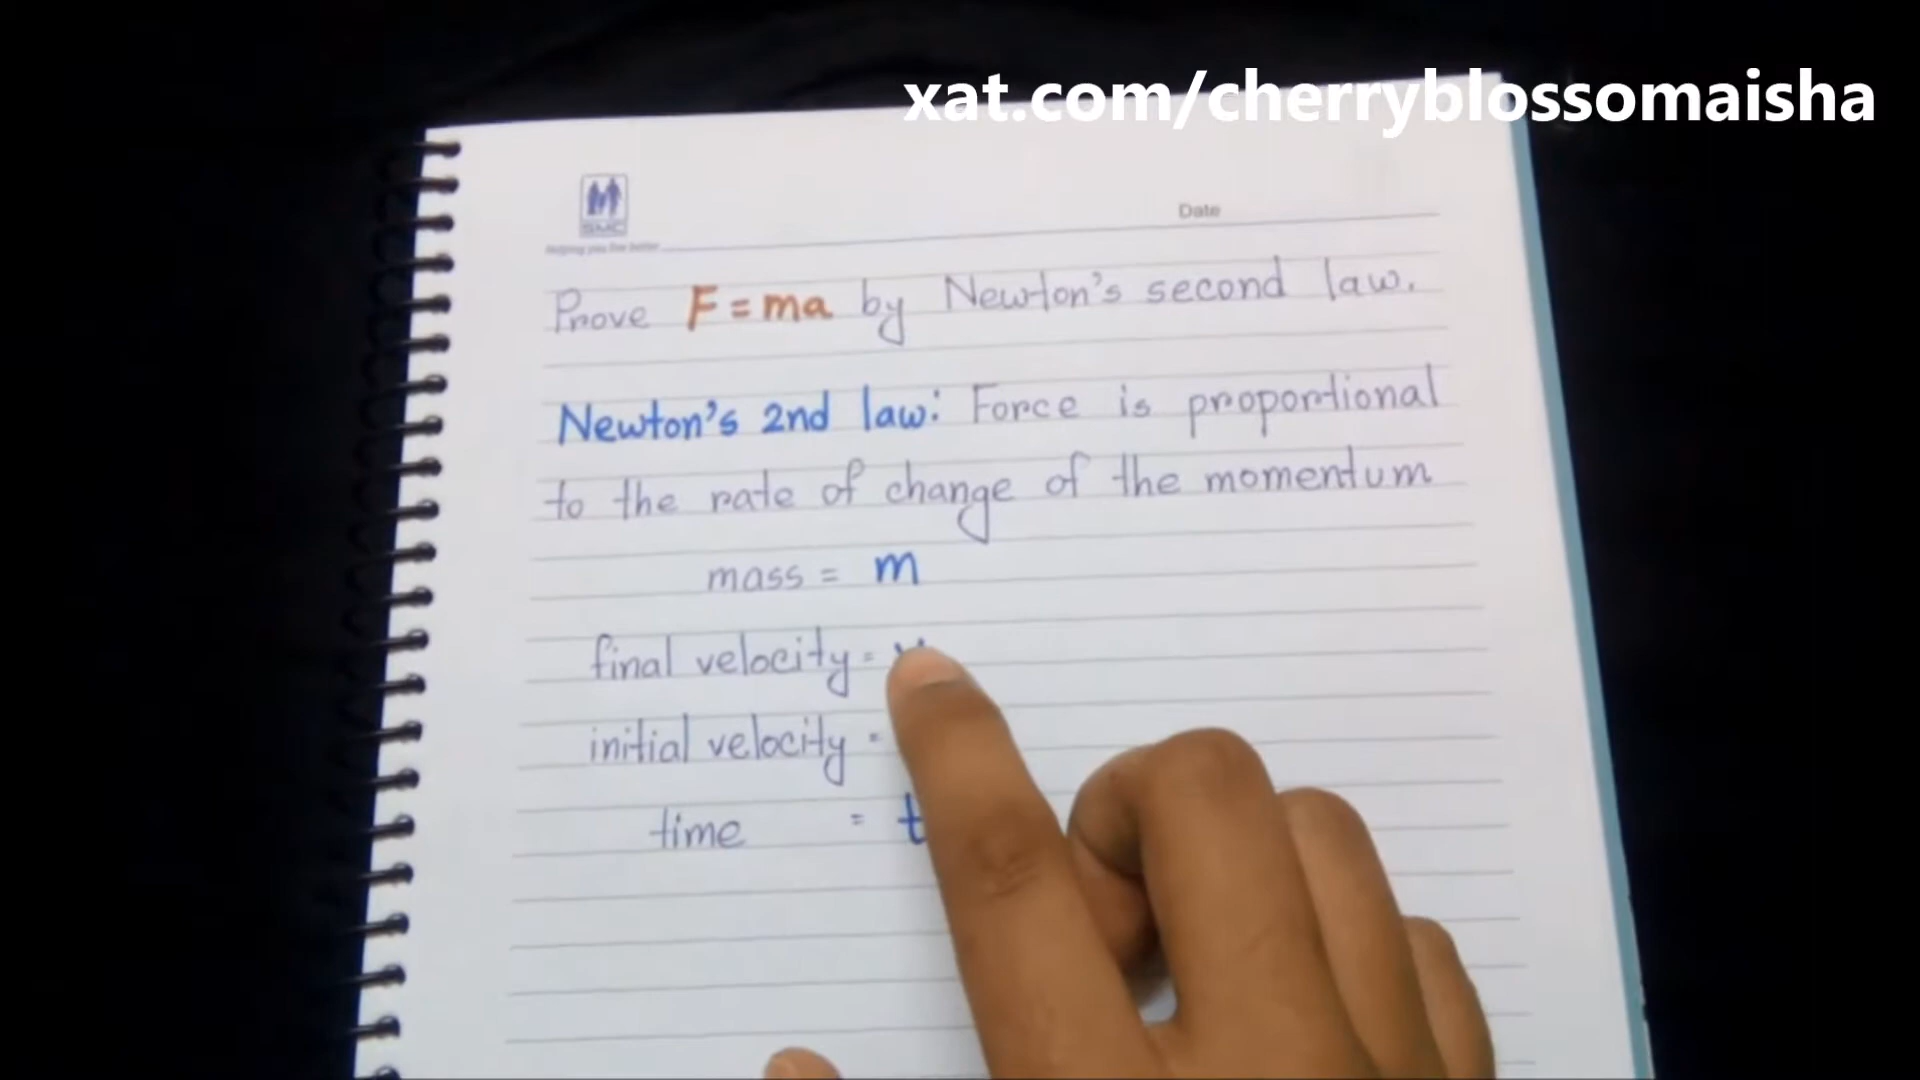 xat.com/cherryblossomaisha
SMC
Date
Prove F = ma by Newton's second law.
Newton's 2nd law: Force is proportional
to the rate of change of the momentum
mass = m
final velocity =
initial velocity =
time = t